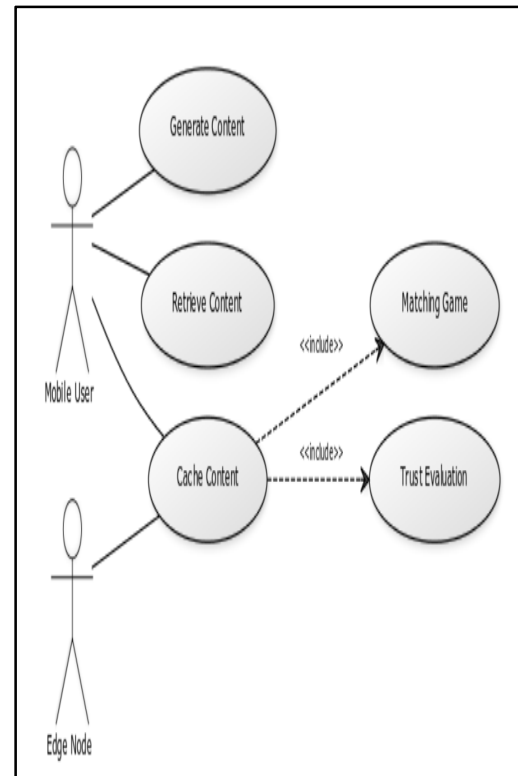 Generate Content
Retrieve Content
Matching Game
<<include>>
Mobile User
Cache Content
<<include>>
Trust Evaluation
Edge Node